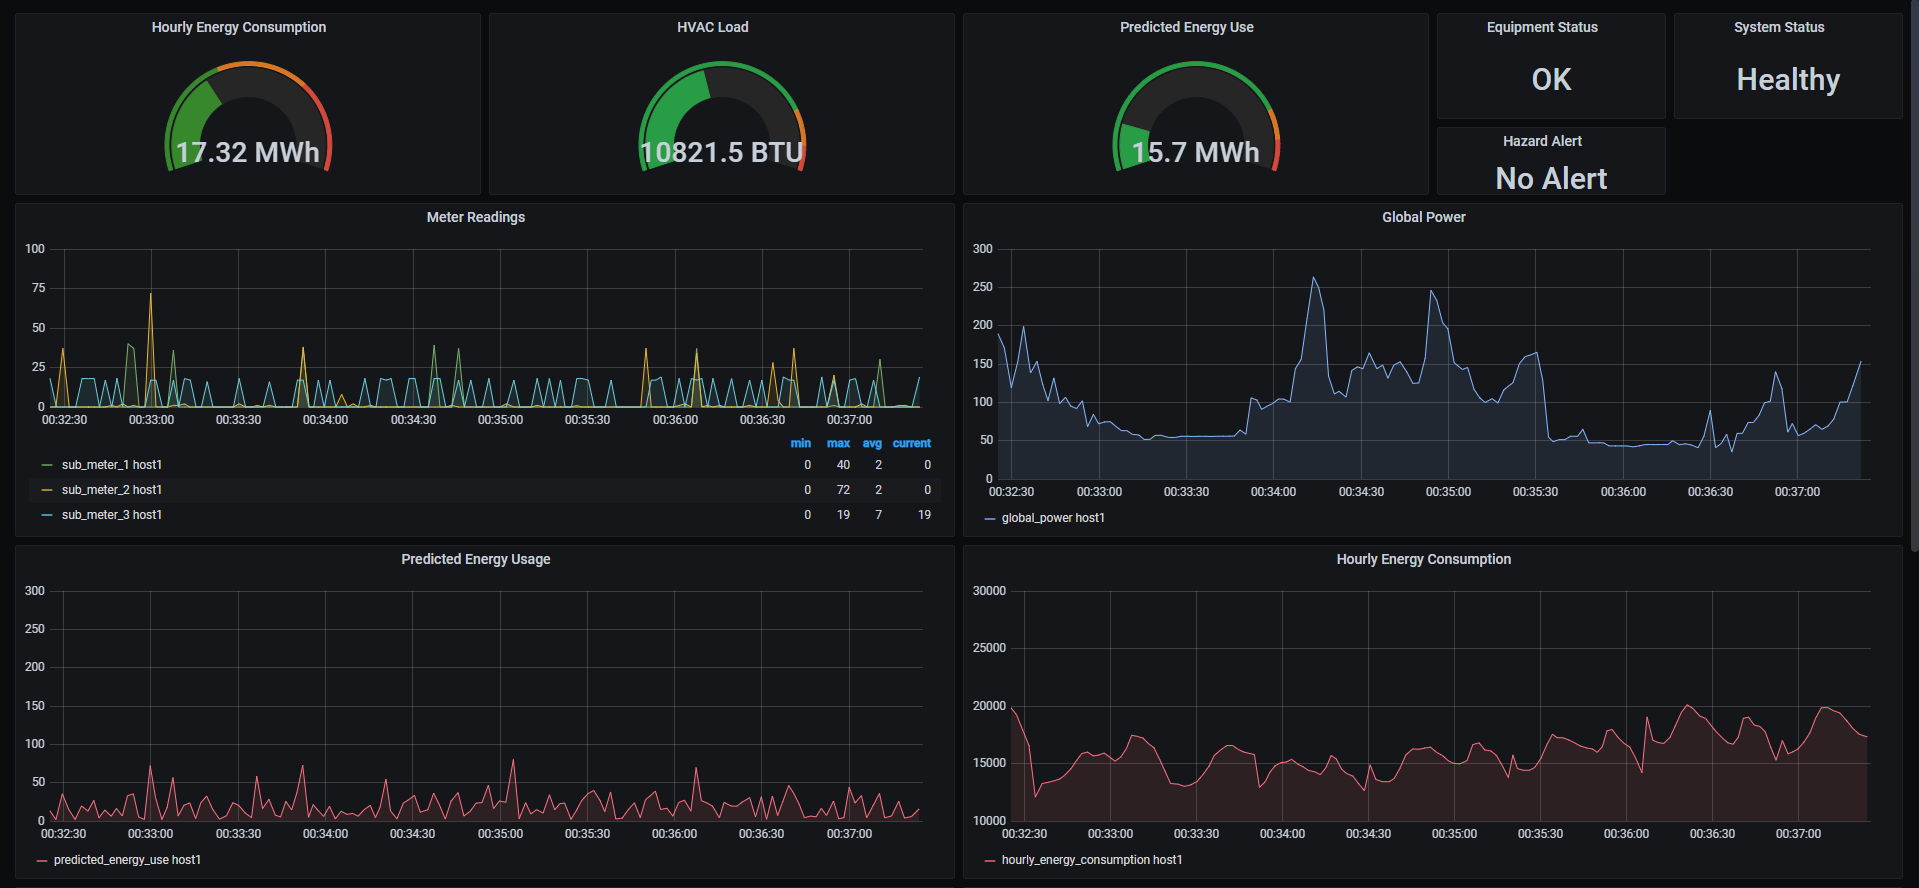 Hourly Energy Consumption
17.32 MWh
HVAC Load
10821.5 BTU
Predicted Energy Use
15.7 MWh
Equipment Status
OK
System Status
Healthy
Hazard Alert
No Alert
Meter Readings
100
75
50
25
0
00:32:30 00:33:00 00:33:30 00:34:00 00:34:30 00:35:00 00:35:30 00:36:00 00:36:30 00:37:00
min max avg current
sub_meter_1 host1 0 40 2 0
sub_meter_2 host1 0 72 2 0
sub_meter_3 host1 0 19 7 19
Global Power
300
250
200
150
100
50
0
00:32:30 00:33:00 00:33:30 00:34:00 00:34:30 00:35:00 00:35:30 00:36:00 00:36:30 00:37:00
global_power host1
Predicted Energy Usage
300
250
200
150
100
50
0
00:32:30 00:33:00 00:33:30 00:34:00 00:34:30 00:35:00 00:35:30 00:36:00 00:36:30 00:37:00
predicted_energy_use host1
Hourly Energy Consumption
30000
25000
20000
15000
10000
00:32:30 00:33:00 00:33:30 00:34:00 00:34:30 00:35:00 00:35:30 00:36:00 00:36:30 00:37:00
hourly_energy_consumption host1